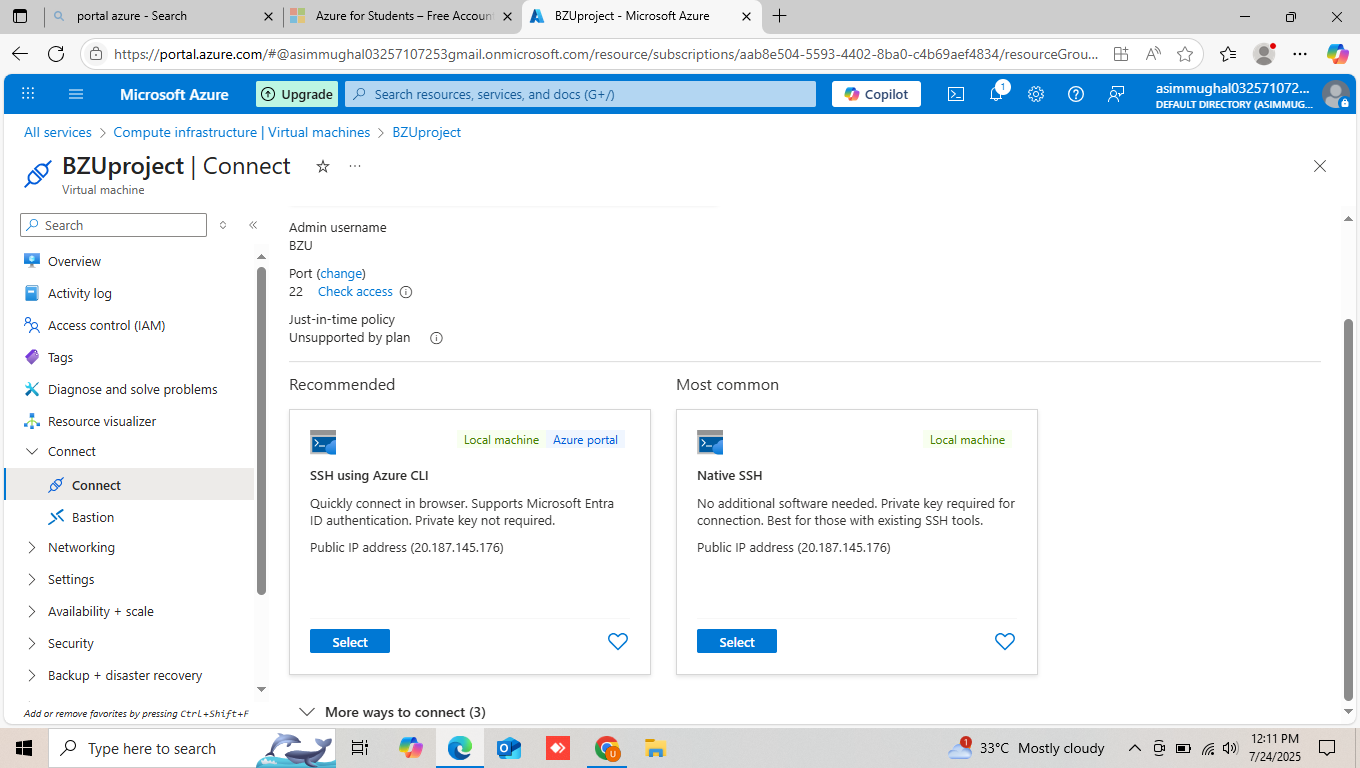 portal azure - Search
Azure for Students – Free Account
BZUproject - Microsoft Azure
https://portal.azure.com/#@asimmughal03257107253gmail.onmicrosoft.com/resource/subscriptions/aab8e504-5593-4402-8ba0-c4b69aef4834/resourceGrou...
Microsoft Azure
Upgrade
Search resources, services, and docs (G+/)
Copilot
1
asimmughal032571072...
DEFAULT DIRECTORY (ASIMMUG...
All services > Compute infrastructure | Virtual machines > BZUproject
BZUproject | Connect
Virtual machine
Search
Overview
Activity log
Access control (IAM)
Tags
Diagnose and solve problems
Resource visualizer
Connect
Connect
Bastion
Networking
Settings
Availability + scale
Security
Backup + disaster recovery
Add or remove favorites by pressing Ctrl+Shift+F
Admin username
BZU
Port (change)
22 Check access
Just-in-time policy
Unsupported by plan
Recommended
Local machine Azure portal
SSH using Azure CLI
Quickly connect in browser. Supports Microsoft Entra
ID authentication. Private key not required.
Public IP address (20.187.145.176)
Select
Most common
Local machine
Native SSH
No additional software needed. Private key required for
connection. Best for those with existing SSH tools.
Public IP address (20.187.145.176)
Select
More ways to connect (3)
Type here to search
1
33°C Mostly cloudy
12:11 PM
7/24/2025